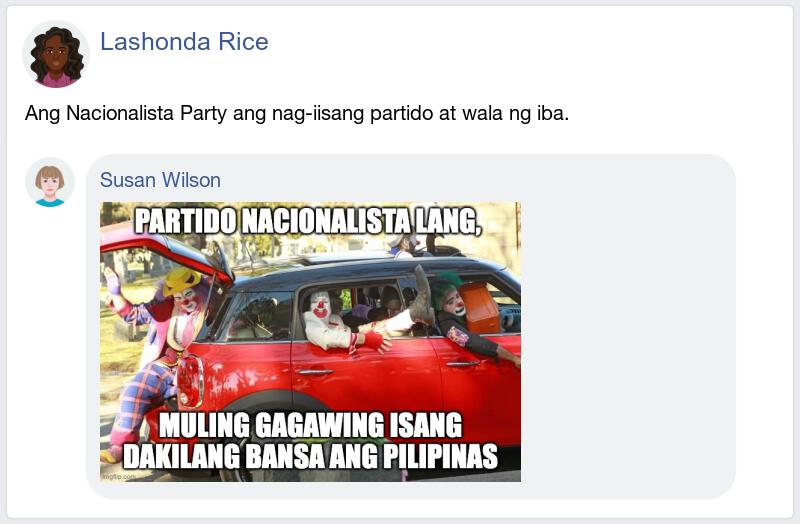 Lashonda Rice
Ang Nacionalista Party ang nag-iisang partido at wala ng iba.
Susan Wilson
PARTIDO NACIONALISTA LANG,
MULING GAGAWING ISANG
DAKILANG BANSA ANG PILIPINAS
imgflip.com